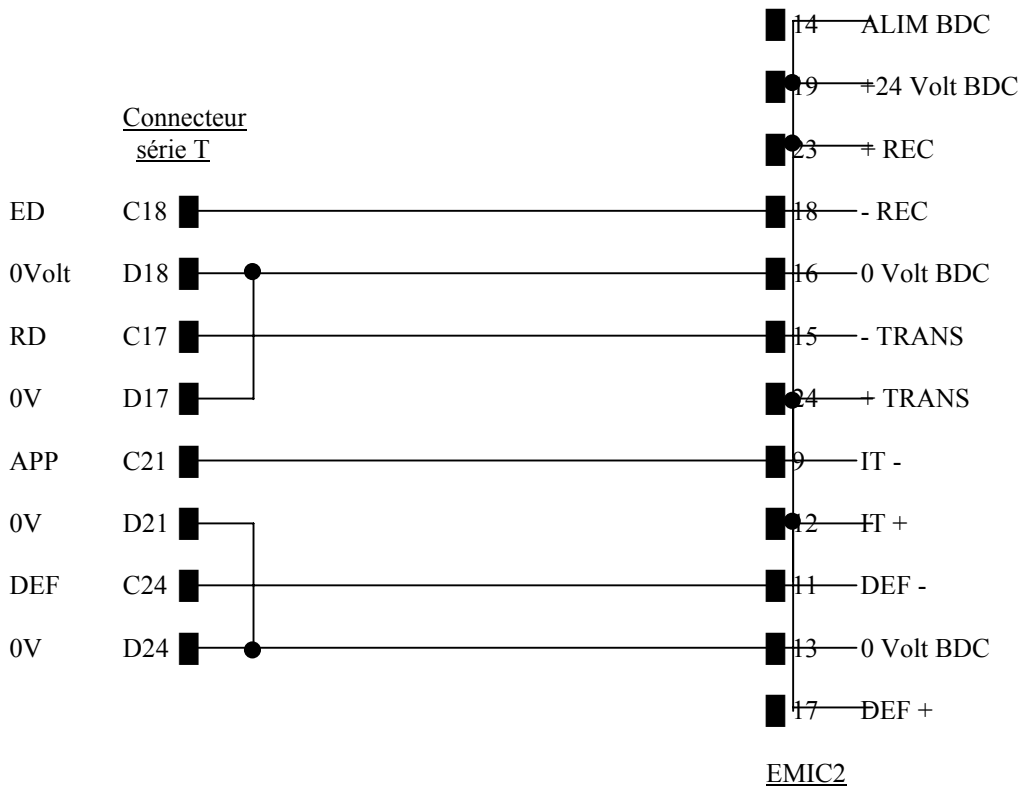 14 ALIM BDC
19 +24 Volt BDC
Connecteur
série T
23 + REC
ED C18 18 - REC
0Volt D18 16 0 Volt BDC
RD C17 15 - TRANS
0V D17 24 + TRANS
APP C21 9 IT -
0V D21 12 IT +
DEF C24 11 DEF -
0V D24 13 0 Volt BDC
17 DEF +
EMIC2